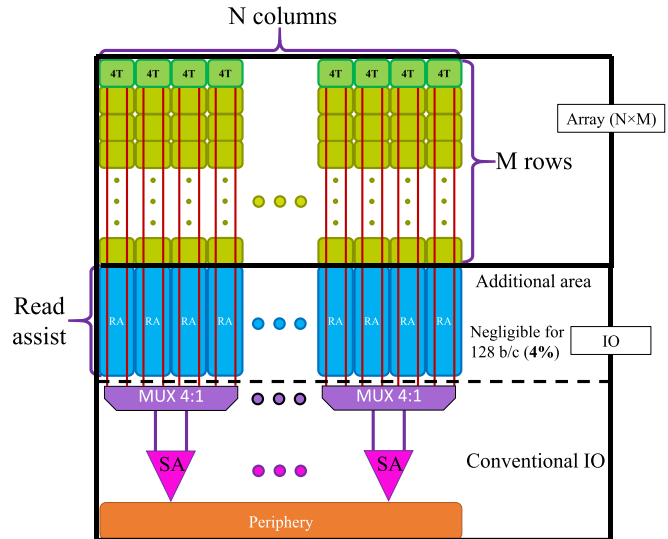 N columns
4T 4T 4T 4T 4T 4T 4T 4T
Array (N×M)
M rows
Read
assist
RA RA RA RA RA RA RA RA
Additional area
Negligible for
128 b/c (4%)
IO
MUX 4:1 MUX 4:1
SA SA
Conventional IO
Periphery